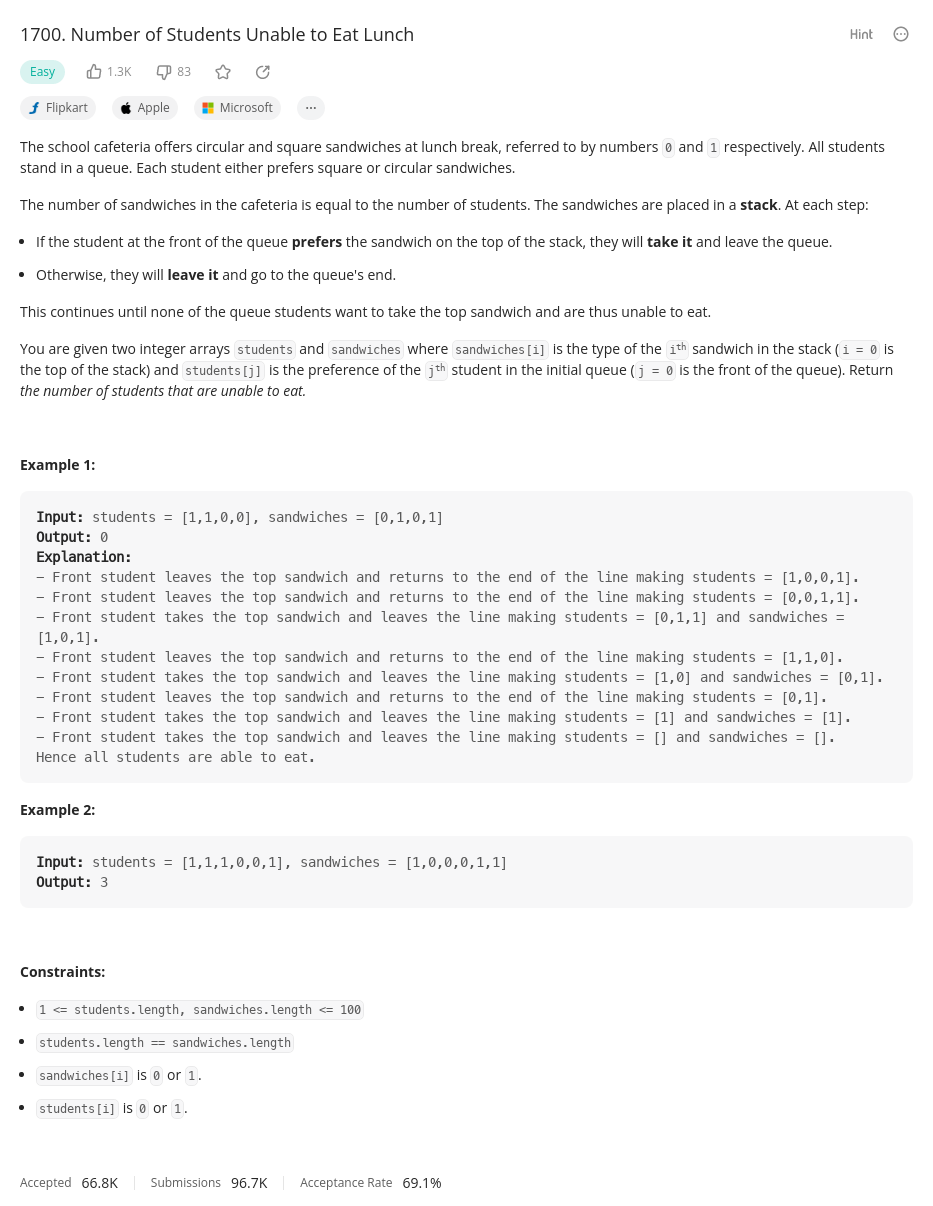 1700. Number of Students Unable to Eat Lunch
Hint
Easy
1.3K
83
Flipkart
Apple
Microsoft
...
The school cafeteria offers circular and square sandwiches at lunch break, referred to by numbers 0 and 1 respectively. All students
stand in a queue. Each student either prefers square or circular sandwiches.
The number of sandwiches in the cafeteria is equal to the number of students. The sandwiches are placed in a stack. At each step:
• If the student at the front of the queue prefers the sandwich on the top of the stack, they will take it and leave the queue.
• Otherwise, they will leave it and go to the queue's end.
This continues until none of the queue students want to take the top sandwich and are thus unable to eat.
You are given two integer arrays students and sandwiches where sandwiches[i] is the type of the ith sandwich in the stack (i = 0 is
the top of the stack) and students[j] is the preference of the jth student in the initial queue (j = 0 is the front of the queue). Return
the number of students that are unable to eat.
Example 1:
Input: students = [1,1,0,0], sandwiches = [0,1,0,1]
Output: 0
Explanation:
– Front student leaves the top sandwich and returns to the end of the line making students = [1,0,0,1].
– Front student leaves the top sandwich and returns to the end of the line making students = [0,0,1,1].
– Front student takes the top sandwich and leaves the line making students = [0,1,1] and sandwiches =
[1,0,1].
– Front student leaves the top sandwich and returns to the end of the line making students = [1,1,0].
– Front student takes the top sandwich and leaves the line making students = [1,0] and sandwiches = [0,1].
– Front student leaves the top sandwich and returns to the end of the line making students = [0,1].
– Front student takes the top sandwich and leaves the line making students = [1] and sandwiches = [1].
– Front student takes the top sandwich and leaves the line making students = [] and sandwiches = [].
Hence all students are able to eat.
Example 2:
Input: students = [1,1,1,0,0,1], sandwiches = [1,0,0,0,1,1]
Output: 3
Constraints:
• 1 <= students.length, sandwiches.length <= 100
• students.length == sandwiches.length
• sandwiches[i] is 0 or 1.
• students[i] is 0 or 1.
Accepted 66.8K Submissions 96.7K Acceptance Rate 69.1%